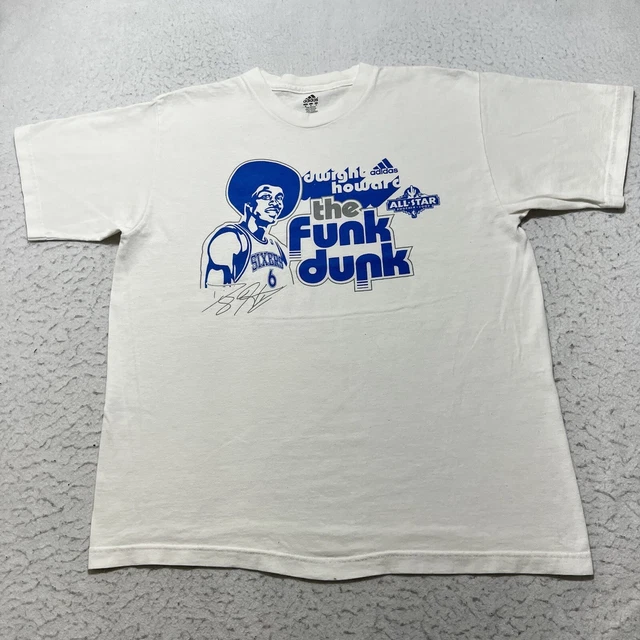 dwight
howard
adidas
the
Funk
dunk
ALL★STAR
SIXERS
6